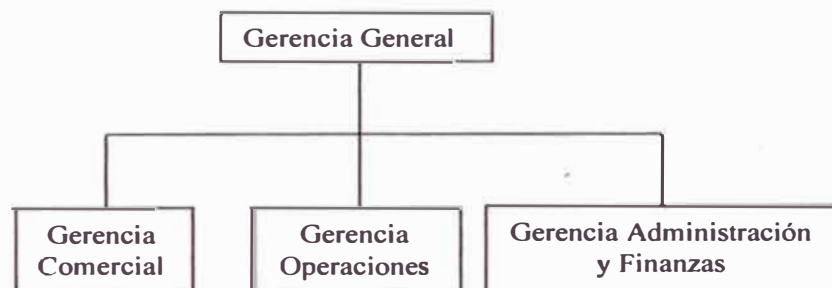 Gerencia General
Gerencia
Comercial
Gerencia
Operaciones
Gerencia Administración
y Finanzas